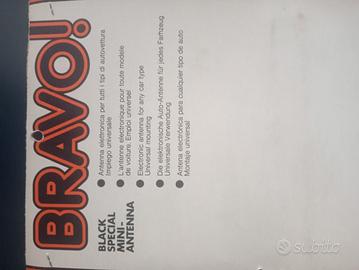 BRAVO!
BLACK
SPECIAL
MINI-
ANTENNA
Antenna elettronica per tutti i tipi di autovettura
Impiego universale
L'antenne électronique pour toute modèle
de voiture. Emploi universel
Electronic antenna for any car type
Universal mounting
Die elektronische Auto-Antenne für jedes Farhzeug
Universale Verwendung
Antena electrónica para cualquier tipo de auto
Montaje universal
subito